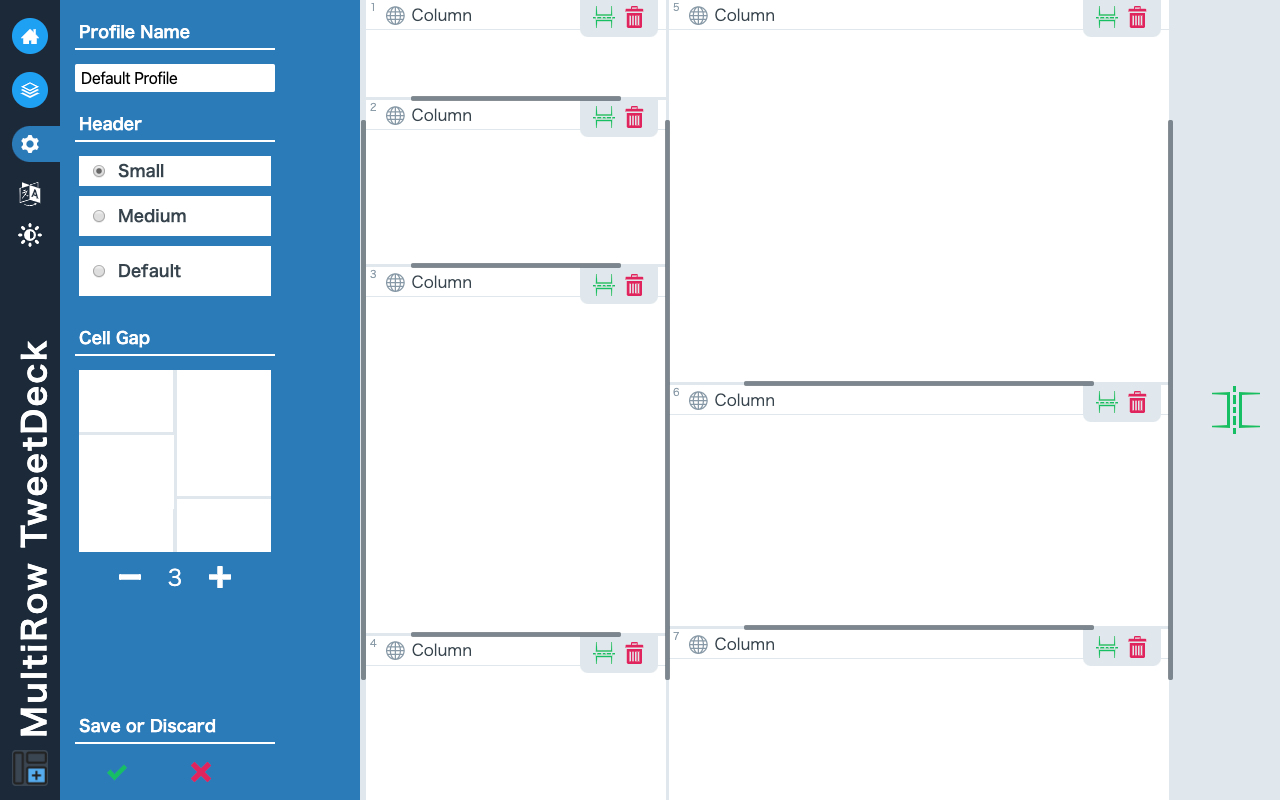 MultiRow TweetDeck
Profile Name
Default Profile
Header
Small
Medium
Default
Cell Gap
3
Save or Discard
1 Column
2 Column
3 Column
4 Column
5 Column
6 Column
7 Column